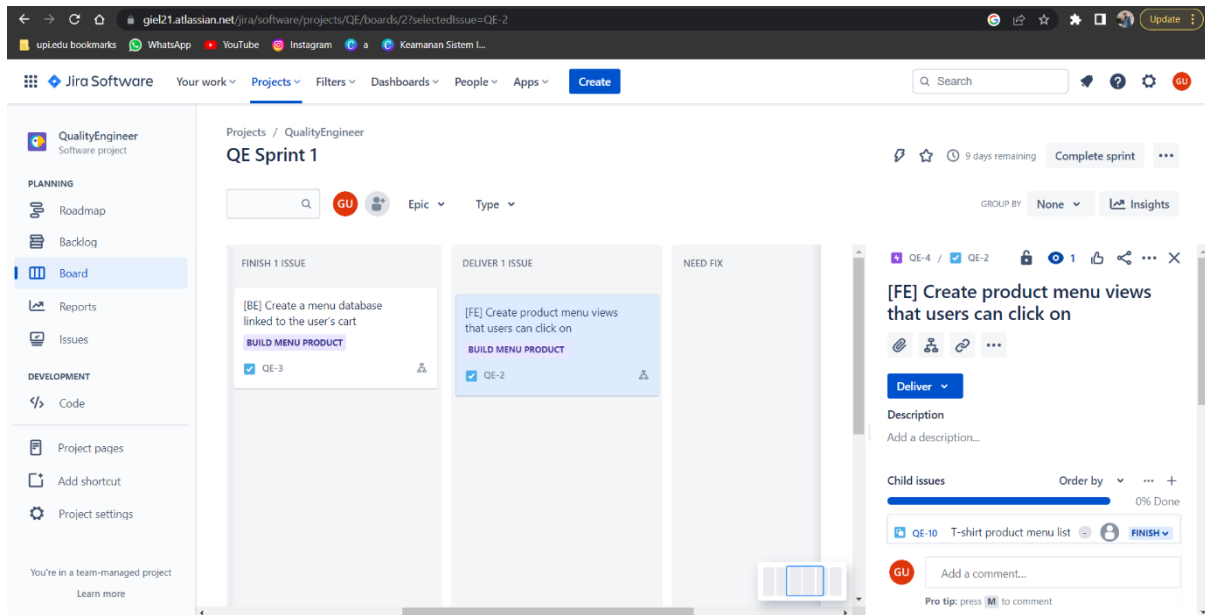 giel21.atlassian.net/jira/software/projects/QE/boards/2?selectedIssue=QE-2
Update
upi.edu bookmarks WhatsApp YouTube Instagram a Keamanan Sistem I...
Jira Software Your work Projects Filters Dashboards People Apps Create Search GU
QualityEngineer
Software project
PLANNING
Roadmap
Backlog
Board
Reports
Issues
DEVELOPMENT
Code
Project pages
Add shortcut
Project settings
You're in a team-managed project
Learn more
Projects / QualityEngineer
QE Sprint 1
9 days remaining Complete sprint
GU Epic Type
GROUP BY None Insights
FINISH 1 ISSUE
[BE] Create a menu database
linked to the user's cart
BUILD MENU PRODUCT
QE-3
DELIVER 1 ISSUE
[FE] Create product menu views
that users can click on
BUILD MENU PRODUCT
QE-2
NEED FIX
QE-4 / QE-2 1
[FE] Create product menu views
that users can click on
Deliver
Description
Add a description...
Child issues Order by
0% Done
QE-10 T-shirt product menu list - FINISH
GU Add a comment...
Pro tip: press M to comment